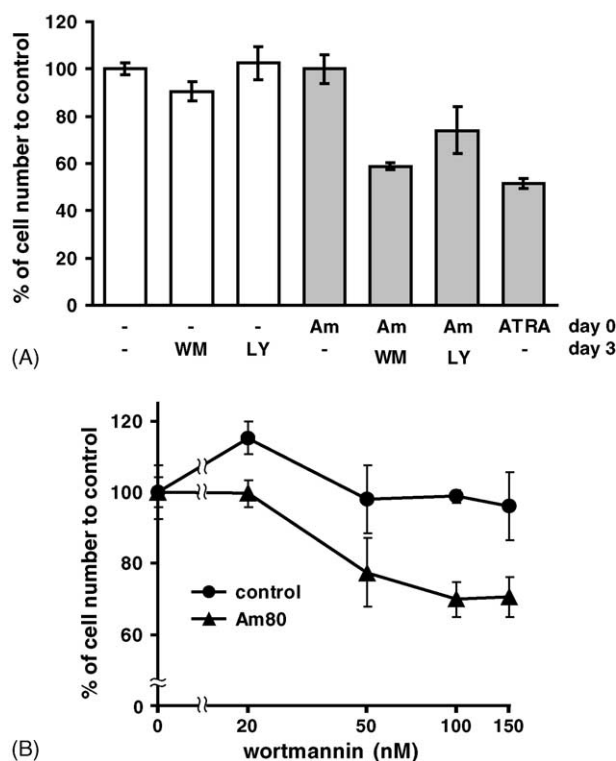 120
100
80
60
40
20
0
% of cell number to control
- - - Am Am Am ATRA day 0
- WM LY - WM LY - day 3
(A)
120
100
80
60
0
% of cell number to control
control
Am80
0 20 50 100 150
wortmannin (nM)
(B)